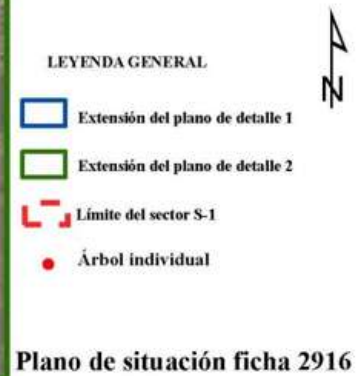 N
LEYENDA GENERAL
Extensión del plano de detalle 1
Extensión del plano de detalle 2
Límite del sector S-1
Árbol individual
Plano de situación ficha 2916